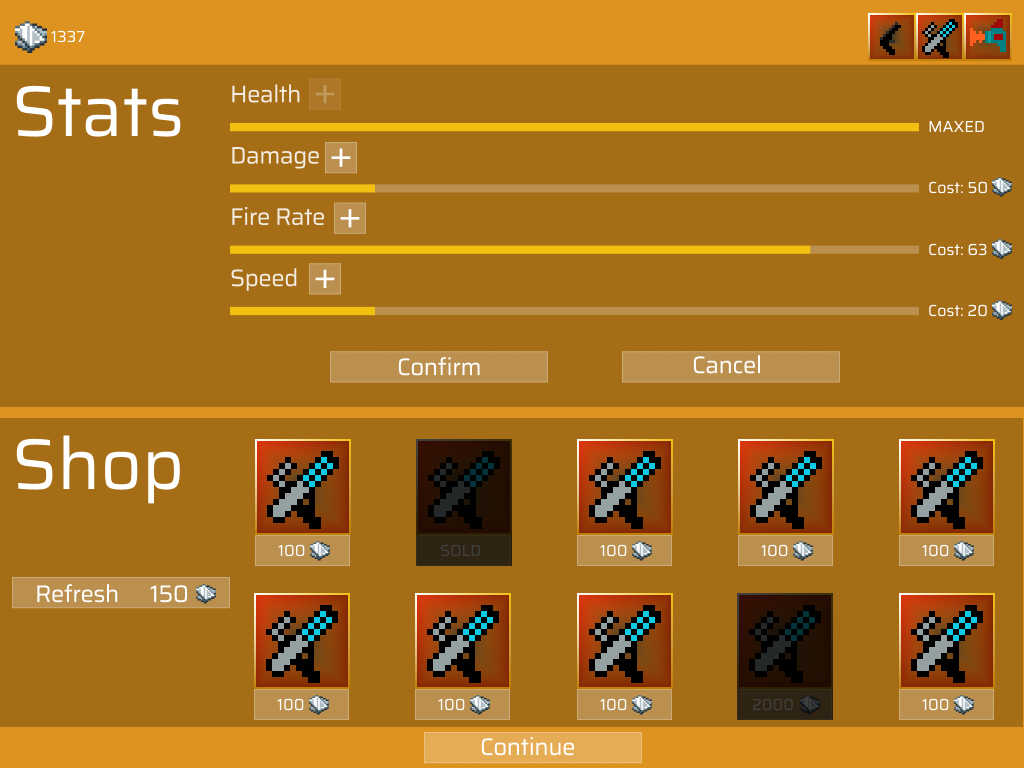 1337
Stats
Health +
MAXED
Damage +
Cost: 50
Fire Rate +
Cost: 63
Speed +
Cost: 20
Confirm Cancel
Shop
100 SOLD 100 100 100
Refresh 150
100 100 100 2000 100
Continue